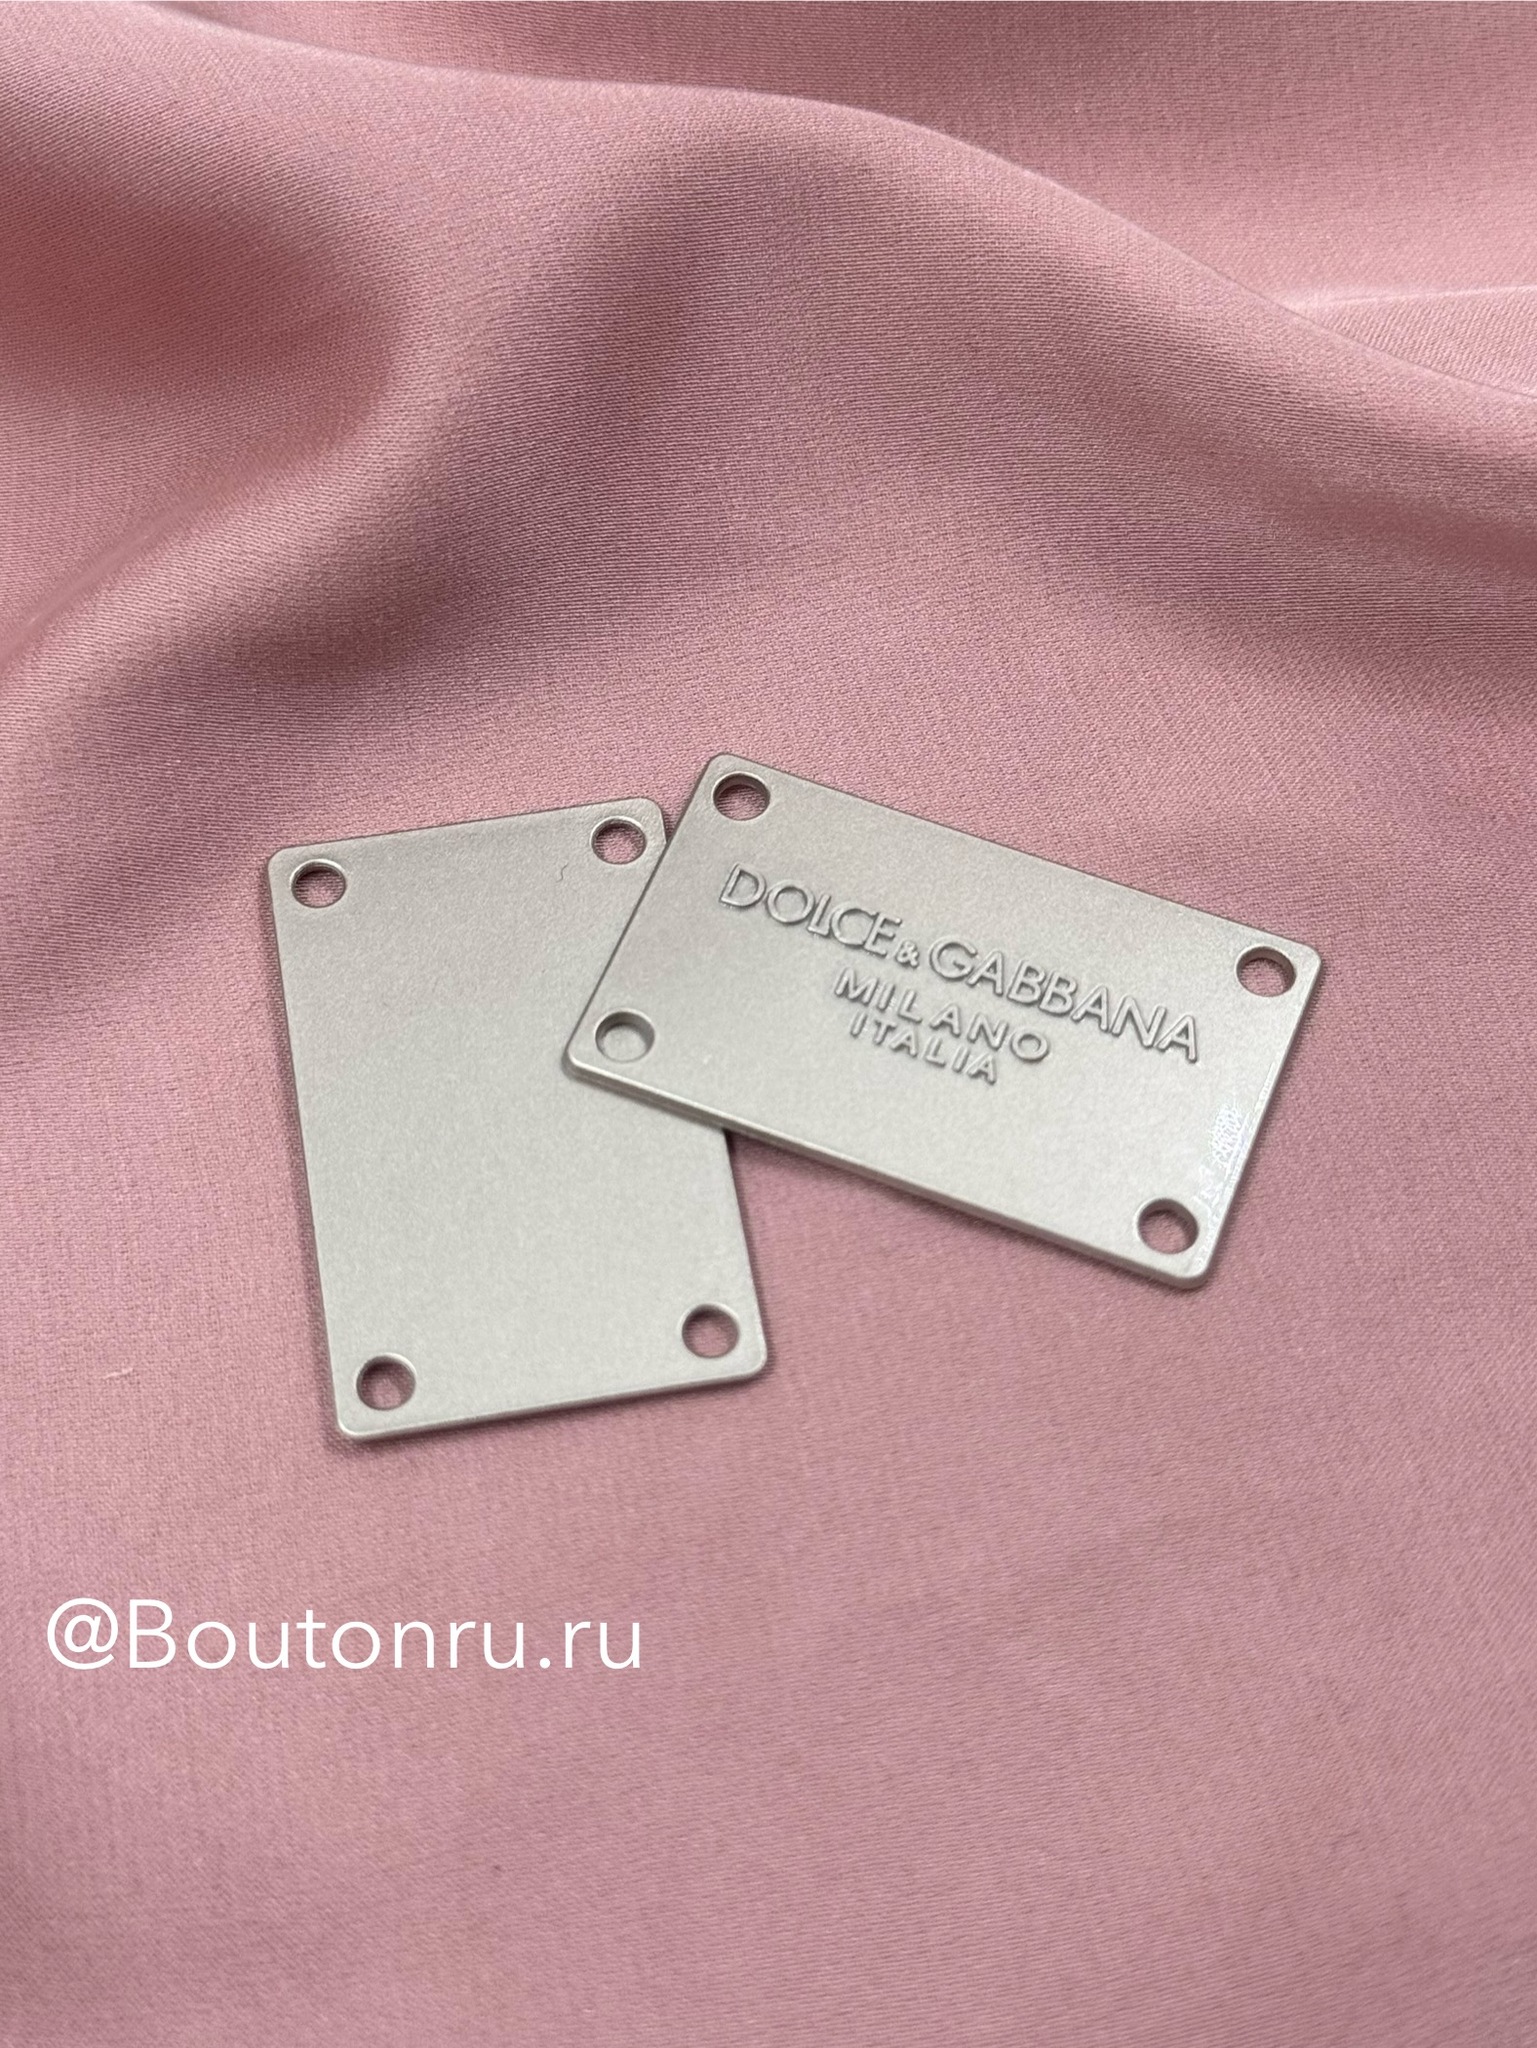 DOLCE & GABBANA
MILANO
ITALIA
@Boutonru.ru